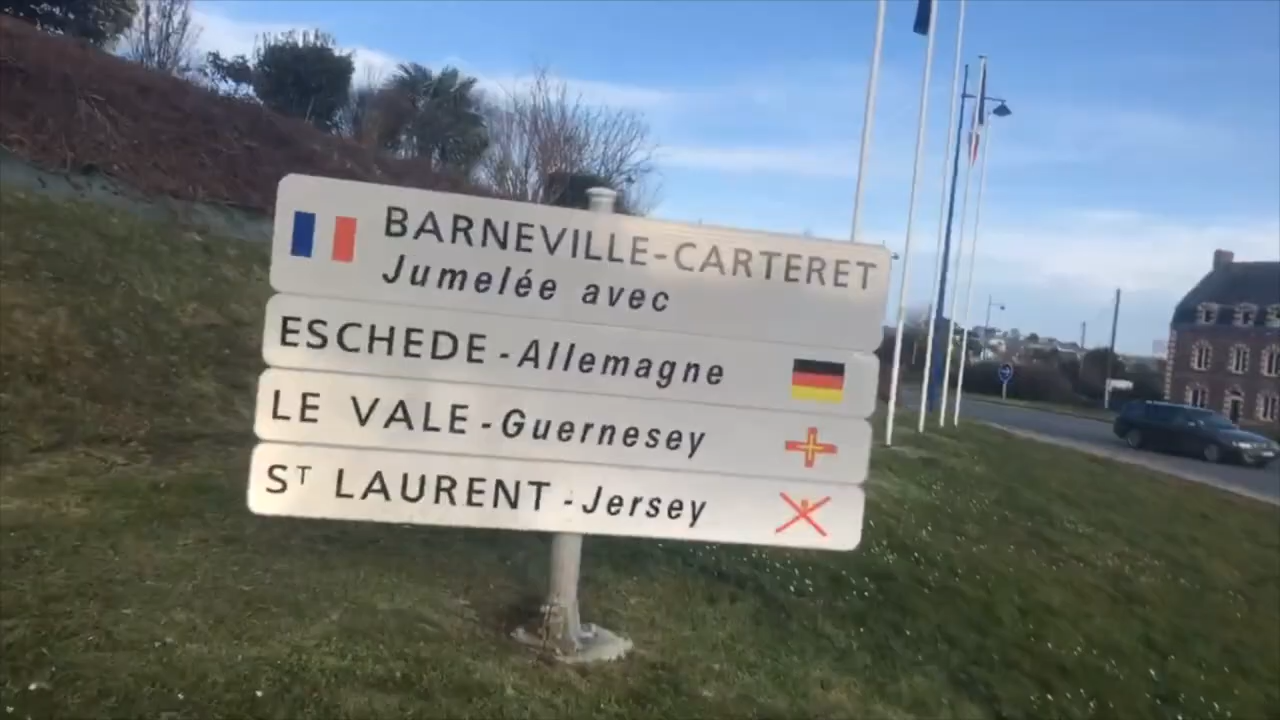 BARNEVILLE-CARTERET
Jumelée avec
ESCHEDE - Allemagne
LE VALE - Guernesey
ST LAURENT - Jersey